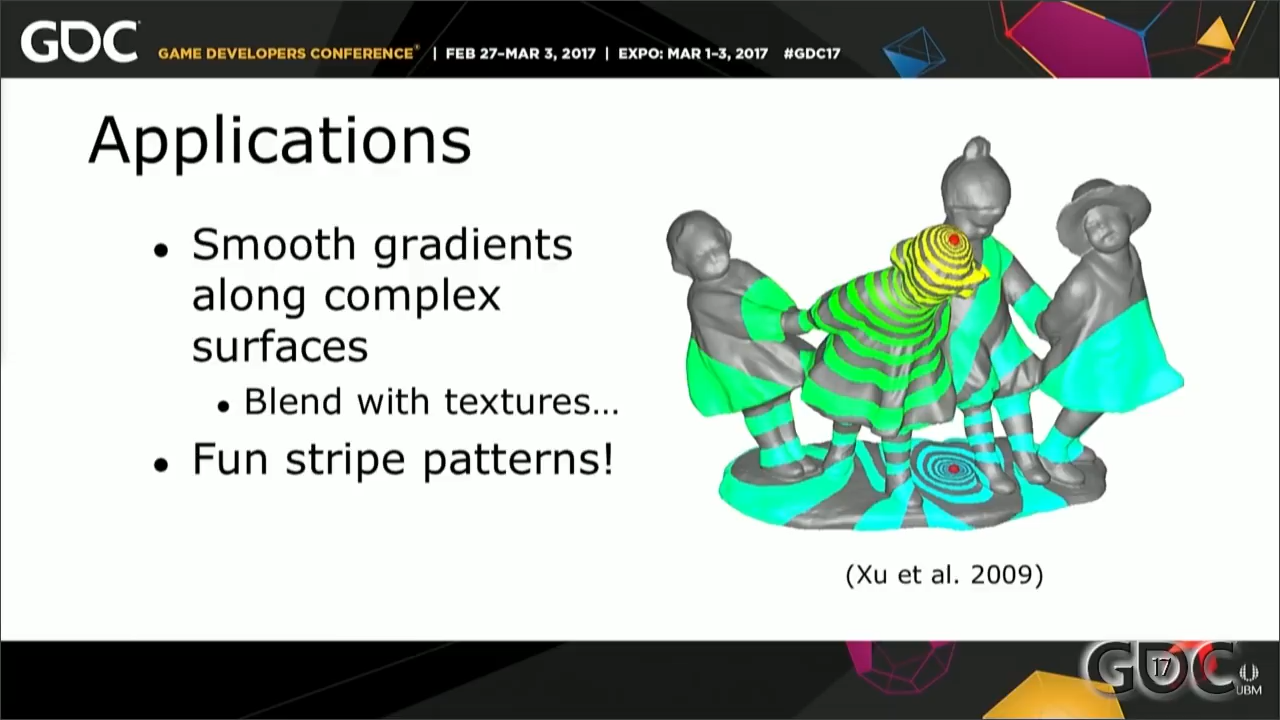 GDC
GAME DEVELOPERS CONFERENCE® | FEB 27–MAR 3, 2017 | EXPO: MAR 1–3, 2017 #GDC17
Applications
• Smooth gradients
along complex
surfaces
• Blend with textures...
• Fun stripe patterns!
(Xu et al. 2009)
GDC 17
UBM